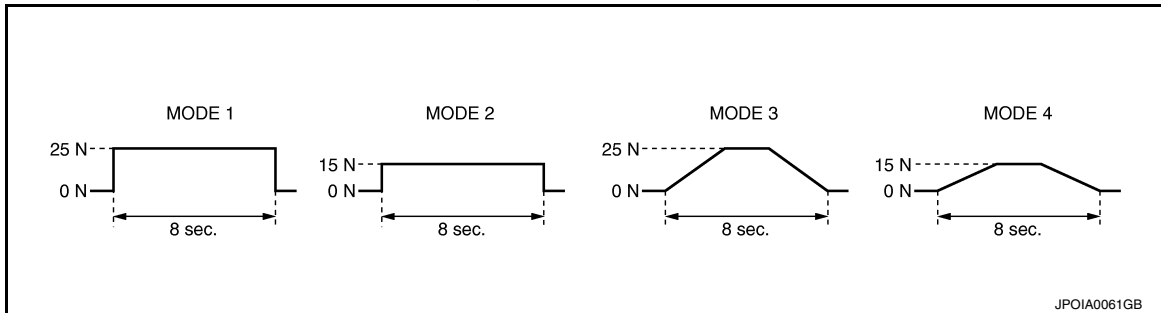 MODE 1 MODE 2 MODE 3 MODE 4
25 N 15 N 25 N 15 N
0 N 0 N 0 N 0 N
8 sec. 8 sec. 8 sec. 8 sec.
JPOIA0061GB